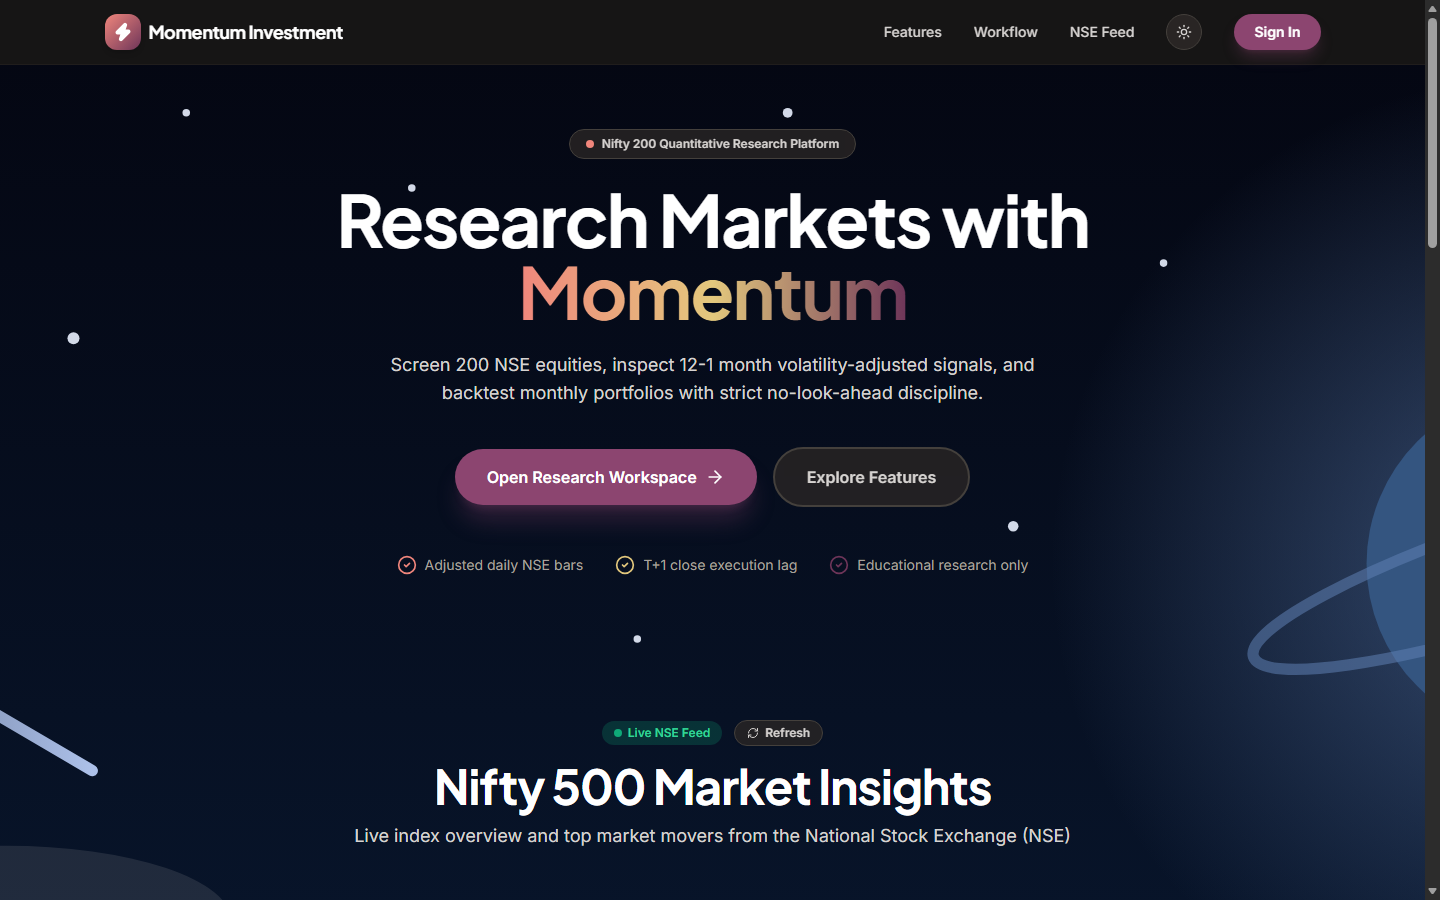 Momentum Investment
Features
Workflow
NSE Feed
Sign In
Nifty 200 Quantitative Research Platform
Research Markets with
Momentum
Screen 200 NSE equities, inspect 12-1 month volatility-adjusted signals, and
backtest monthly portfolios with strict no-look-ahead discipline.
Open Research Workspace
Explore Features
Adjusted daily NSE bars
T+1 close execution lag
Educational research only
Live NSE Feed
Refresh
Nifty 500 Market Insights
Live index overview and top market movers from the National Stock Exchange (NSE)